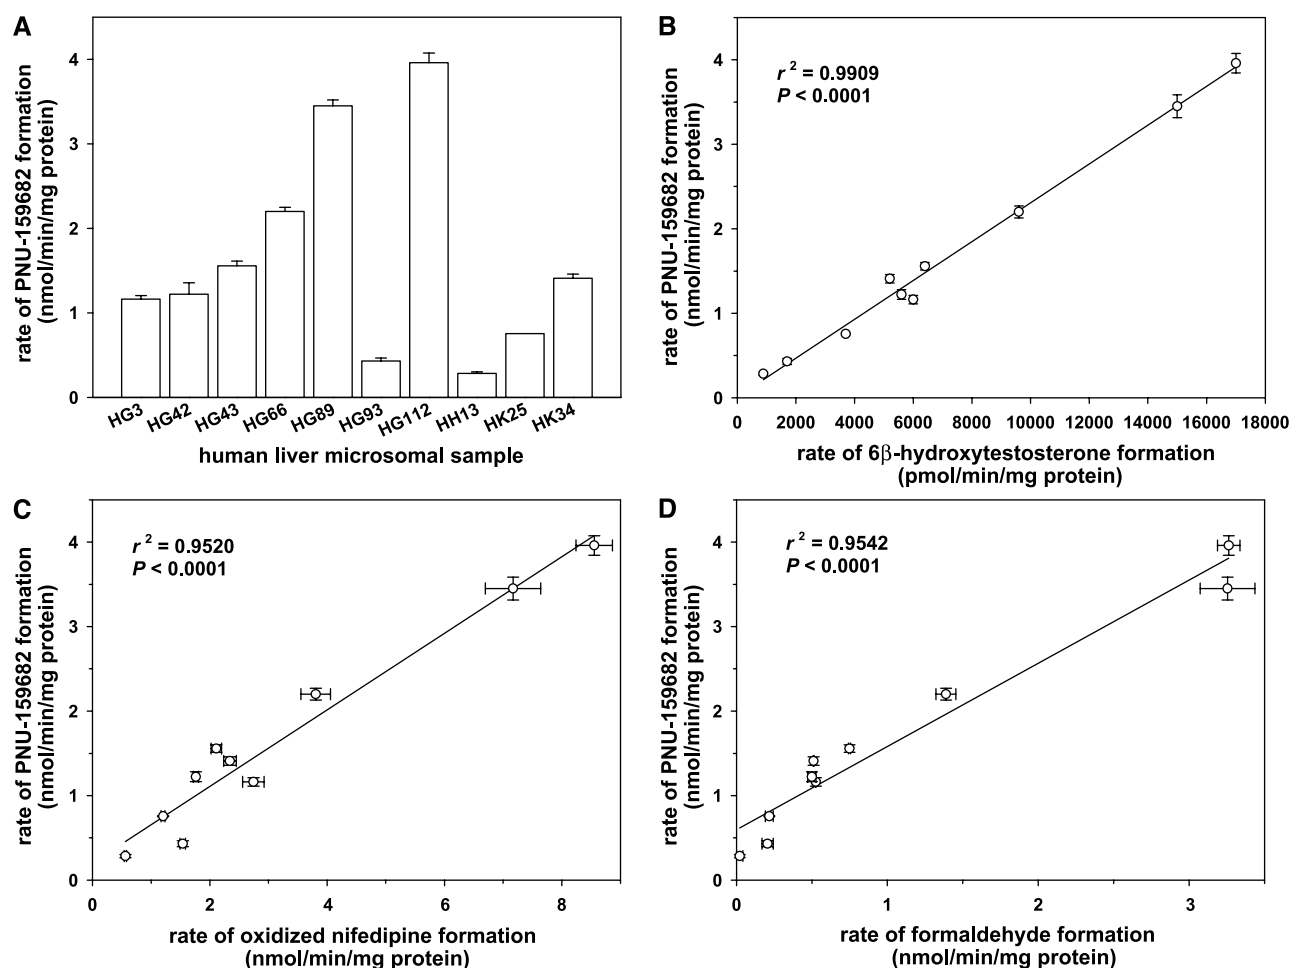 A
rate of PNU-159682 formation
(nmol/min/mg protein)
4
3
2
1
0
HG3 HG42 HG43 HG66 HG89 HG93 HG112 HH13 HK25 HK34
human liver microsomal sample
B
r² = 0.9909
P < 0.0001
rate of PNU-159682 formation
(nmol/min/mg protein)
4
3
2
1
0
0 2000 4000 6000 8000 10000 12000 14000 16000 18000
rate of 6β-hydroxytestosterone formation
(pmol/min/mg protein)
C
r² = 0.9520
P < 0.0001
rate of PNU-159682 formation
(nmol/min/mg protein)
4
3
2
1
0
0 2 4 6 8
rate of oxidized nifedipine formation
(nmol/min/mg protein)
D
r² = 0.9542
P < 0.0001
rate of PNU-159682 formation
(nmol/min/mg protein)
4
3
2
1
0
0 1 2 3
rate of formaldehyde formation
(nmol/min/mg protein)